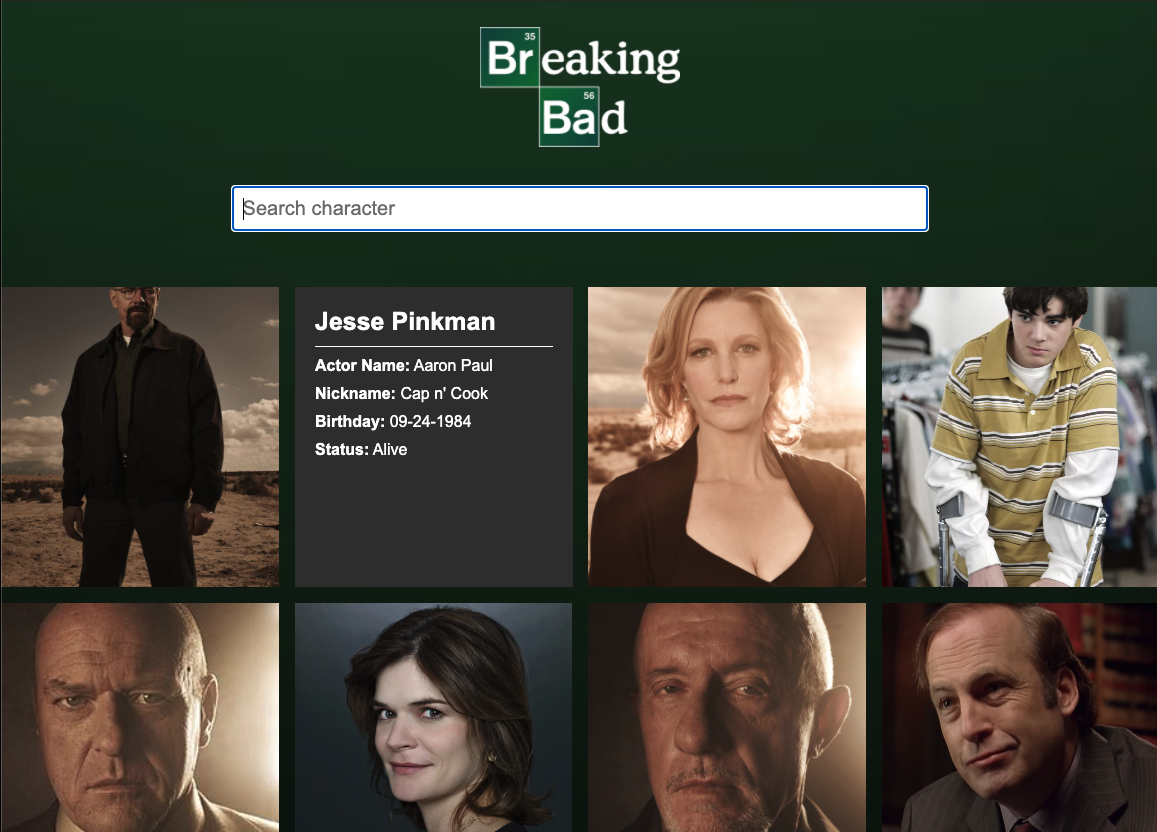 35
Breaking
56
Bad
Search character
Jesse Pinkman
Actor Name: Aaron Paul
Nickname: Cap n' Cook
Birthday: 09-24-1984
Status: Alive